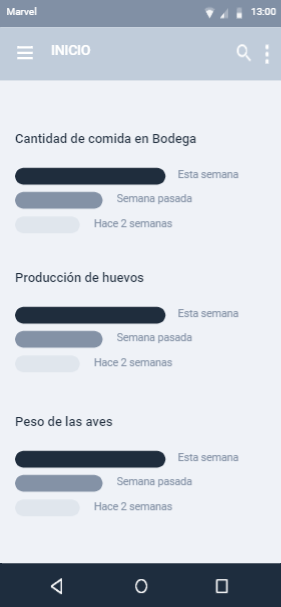 Marvel 13:00
INICIO
Cantidad de comida en Bodega
Esta semana
Semana pasada
Hace 2 semanas
Producción de huevos
Esta semana
Semana pasada
Hace 2 semanas
Peso de las aves
Esta semana
Semana pasada
Hace 2 semanas